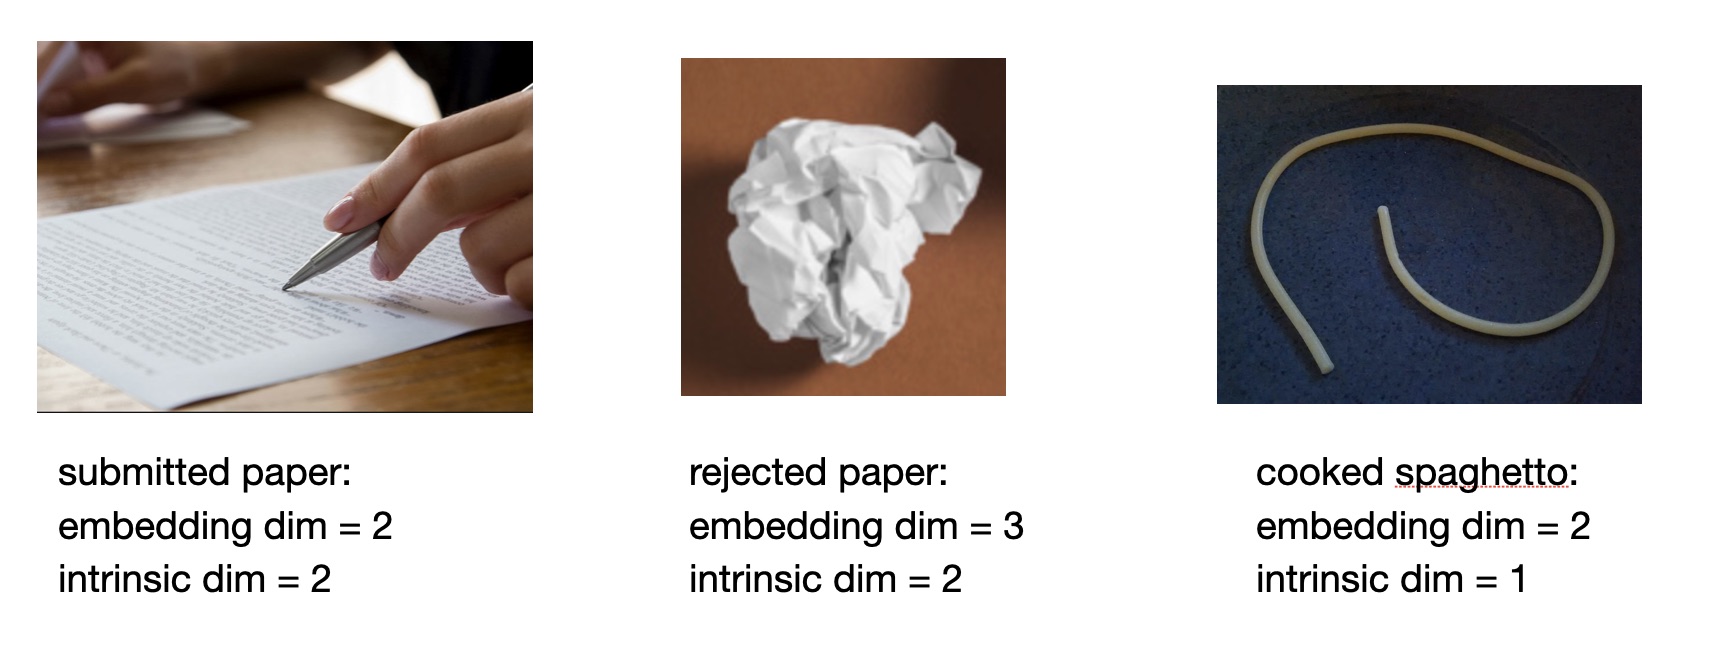 submitted paper:
embedding dim = 2
intrinsic dim = 2
rejected paper:
embedding dim = 3
intrinsic dim = 2
cooked spaghetto:
embedding dim = 2
intrinsic dim = 1